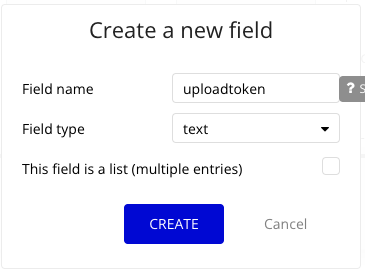 Create a new field
Field name uploadtoken ?
Field type text
This field is a list (multiple entries)
CREATE Cancel